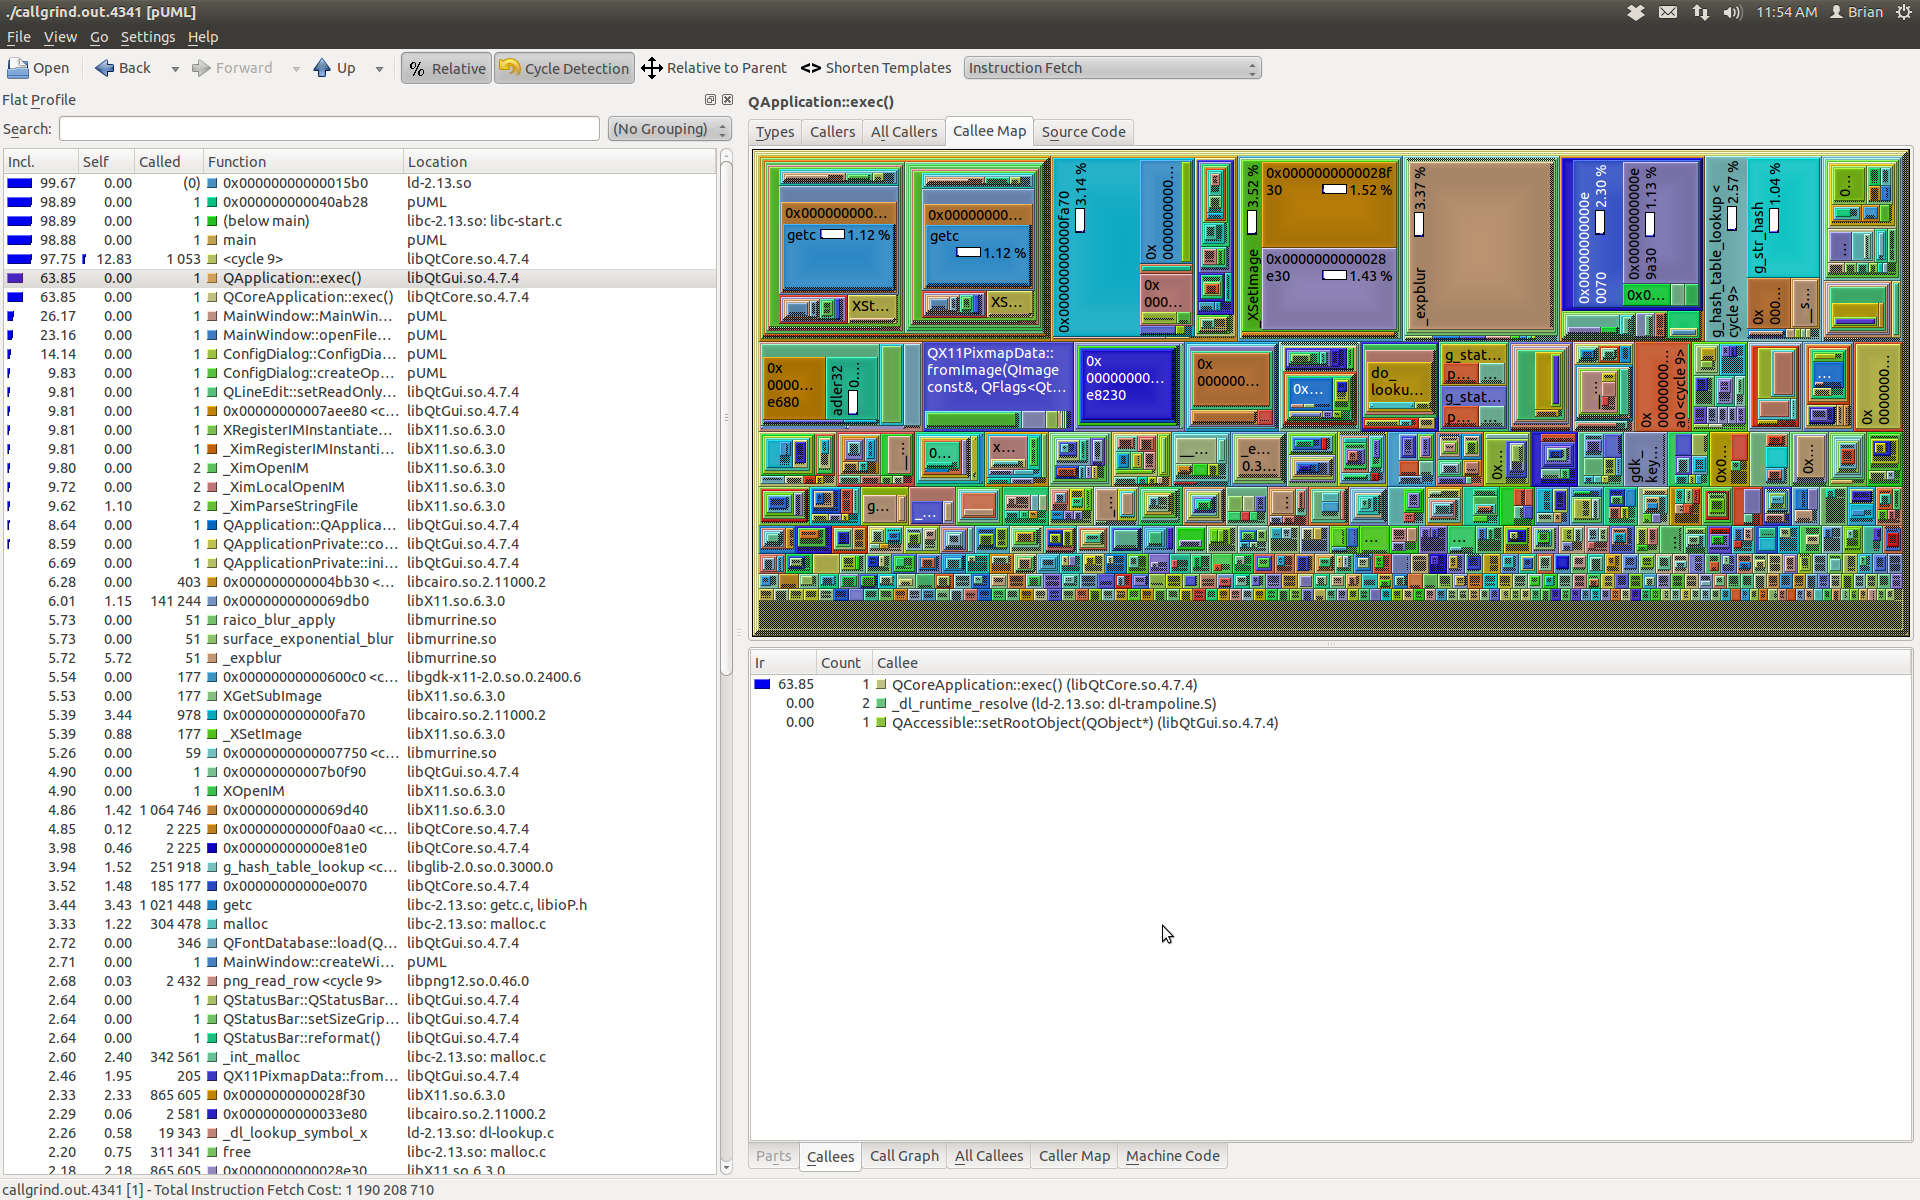 ./callgrind.out.4341 [pUML]
11:54 AM Brian
File View Go Settings Help
Open Back Forward Up % Relative Cycle Detection Relative to Parent <> Shorten Templates Instruction Fetch
Flat Profile
Search: (No Grouping)
Incl. Self Called Function Location
99.67 0.00 (0) 0x00000000000015b0 ld-2.13.so
98.89 0.00 1 0x000000000040ab28 pUML
98.89 0.00 1 (below main) libc-2.13.so: libc-start.c
98.88 0.00 1 main pUML
97.75 12.83 1 053 <cycle 9> libQtCore.so.4.7.4
63.85 0.00 1 QApplication::exec() libQtGui.so.4.7.4
63.85 0.00 1 QCoreApplication::exec() libQtCore.so.4.7.4
26.17 0.00 1 MainWindow::MainWin... pUML
23.16 0.00 1 MainWindow::openFile... pUML
14.14 0.00 1 ConfigDialog::ConfigDia... pUML
9.83 0.00 1 ConfigDialog::createOp... pUML
9.81 0.00 1 QLineEdit::setReadOnly... libQtGui.so.4.7.4
9.81 0.00 1 0x00000000007aee80 <c... libQtGui.so.4.7.4
9.81 0.00 1 XRegisterIMInstantiate... libX11.so.6.3.0
9.81 0.00 1 _XimRegisterIMInstanti... libX11.so.6.3.0
9.80 0.00 2 _XimOpenIM libX11.so.6.3.0
9.72 0.00 2 _XimLocalOpenIM libX11.so.6.3.0
9.62 1.10 2 _XimParseStringFile libX11.so.6.3.0
8.64 0.00 1 QApplication::QApplica... libQtGui.so.4.7.4
8.59 0.00 1 QApplicationPrivate::co... libQtGui.so.4.7.4
6.69 0.00 1 QApplicationPrivate::ini... libQtGui.so.4.7.4
6.28 0.00 403 0x000000000004bb30 <... libcairo.so.2.11000.2
6.01 1.15 141 244 0x0000000000069db0 libX11.so.6.3.0
5.73 0.00 51 raico_blur_apply libmurrine.so
5.73 0.00 51 surface_exponential_blur libmurrine.so
5.72 5.72 51 _expblur libmurrine.so
5.54 0.00 177 0x00000000000600c0 <c... libgdk-x11-2.0.so.0.2400.6
5.53 0.00 177 XGetSubImage libX11.so.6.3.0
5.39 3.44 978 0x000000000000fa70 libcairo.so.2.11000.2
5.39 0.88 177 _XSetImage libX11.so.6.3.0
5.26 0.00 59 0x0000000000007750 <c... libmurrine.so
4.90 0.00 1 0x00000000007b0f90 libQtGui.so.4.7.4
4.90 0.00 1 XOpenIM libX11.so.6.3.0
4.86 1.42 1 064 746 0x0000000000069d40 libX11.so.6.3.0
4.85 0.12 2 225 0x00000000000f0aa0 <c... libQtCore.so.4.7.4
3.98 0.46 2 225 0x00000000000e81e0 libQtCore.so.4.7.4
3.94 1.52 251 918 g_hash_table_lookup <c... libglib-2.0.so.0.3000.0
3.52 1.48 185 177 0x00000000000e0070 libQtCore.so.4.7.4
3.44 3.43 1 021 448 getc libc-2.13.so: getc.c, libioP.h
3.33 1.22 304 478 malloc libc-2.13.so: malloc.c
2.72 0.00 346 QFontDatabase::load(Q... libQtGui.so.4.7.4
2.71 0.00 1 MainWindow::createWi... pUML
2.68 0.03 2 432 png_read_row <cycle 9> libpng12.so.0.46.0
2.64 0.00 1 QStatusBar::QStatusBar... libQtGui.so.4.7.4
2.64 0.00 1 QStatusBar::setSizeGrip... libQtGui.so.4.7.4
2.64 0.00 1 QStatusBar::reformat() libQtGui.so.4.7.4
2.60 2.40 342 561 _int_malloc libc-2.13.so: malloc.c
2.46 1.95 205 QX11PixmapData::from... libQtGui.so.4.7.4
2.33 2.33 865 605 0x0000000000028f30 libX11.so.6.3.0
2.29 0.06 2 581 0x0000000000033e80 libcairo.so.2.11000.2
2.26 0.58 19 343 _dl_lookup_symbol_x ld-2.13.so: dl-lookup.c
2.20 0.75 311 341 free libc-2.13.so: malloc.c
2.18 2.18 865 605 0x0000000000028e30 libX11.so.6.3.0
QApplication::exec()
Types Callers All Callers Callee Map Source Code
0x000000000...
getc 1.12 %
XSt...
0x00000000...
getc
1.12 %
XS...
0x000000000000fa70 3.14 %
0x
0000000000...
0x
000...
_XSetImage 3.52 %
0x0000000000028f
30 1.52 %
0x000000000028
e30 1.43 %
_expblur 3.37 %
0x00000000000e
0070 2.30 %
0x000000000e
9a30 1.13 %
0x0...
g_hash_table_lookup <
cycle 9> 2.57 %
g_str_hash 1.04 %
0x
000...
_s...
0...
...
0x
0000...
e680
adler32 0....
QX11PixmapData::
fromImage(QImage
const&, QFlags<Qt...
0x
00000000...
e8230
0x
000000...
0x...
do_
looku...
g_stat...
p... ...
g_stat...
0x
000000...
a0 <cycle 9>
...
0x
0000000...
0...
x...
__...
_e...
0.3...
0x...
gdk_
key...
0x0...
0x...
g...
_...
Ir Count Callee
63.85 1 QCoreApplication::exec() (libQtCore.so.4.7.4)
0.00 2 _dl_runtime_resolve (ld-2.13.so: dl-trampoline.S)
0.00 1 QAccessible::setRootObject(QObject*) (libQtGui.so.4.7.4)
Parts Callees Call Graph All Callees Caller Map Machine Code
callgrind.out.4341 [1] - Total Instruction Fetch Cost: 1 190 208 710